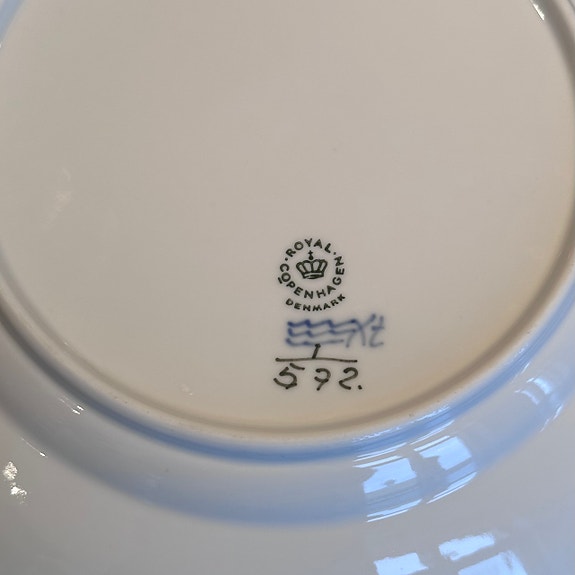 ROYAL COPENHAGEN
DENMARK
1
572.